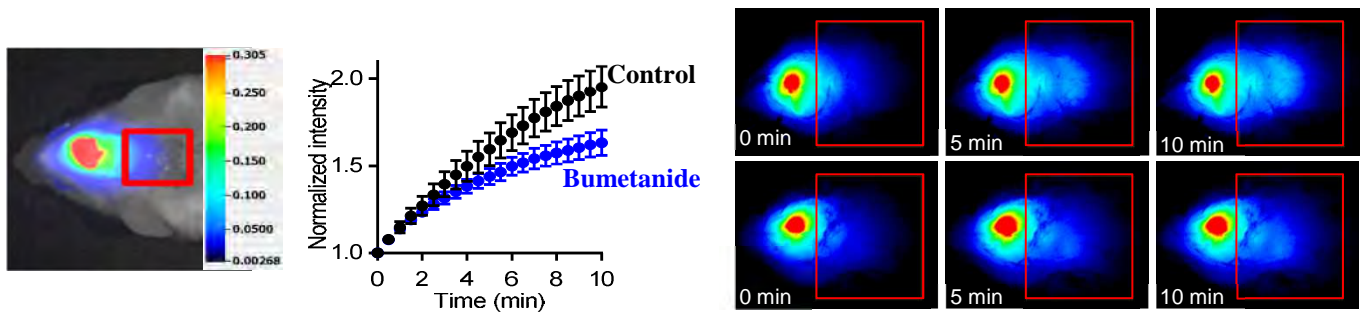 0.305
0.250
0.200
0.150
0.100
0.0500
0.00268
Normalized intensity
2.0
1.5
1.0
0 2 4 6 8 10
Time (min)
Control
Bumetanide
0 min
5 min
10 min
0 min
5 min
10 min